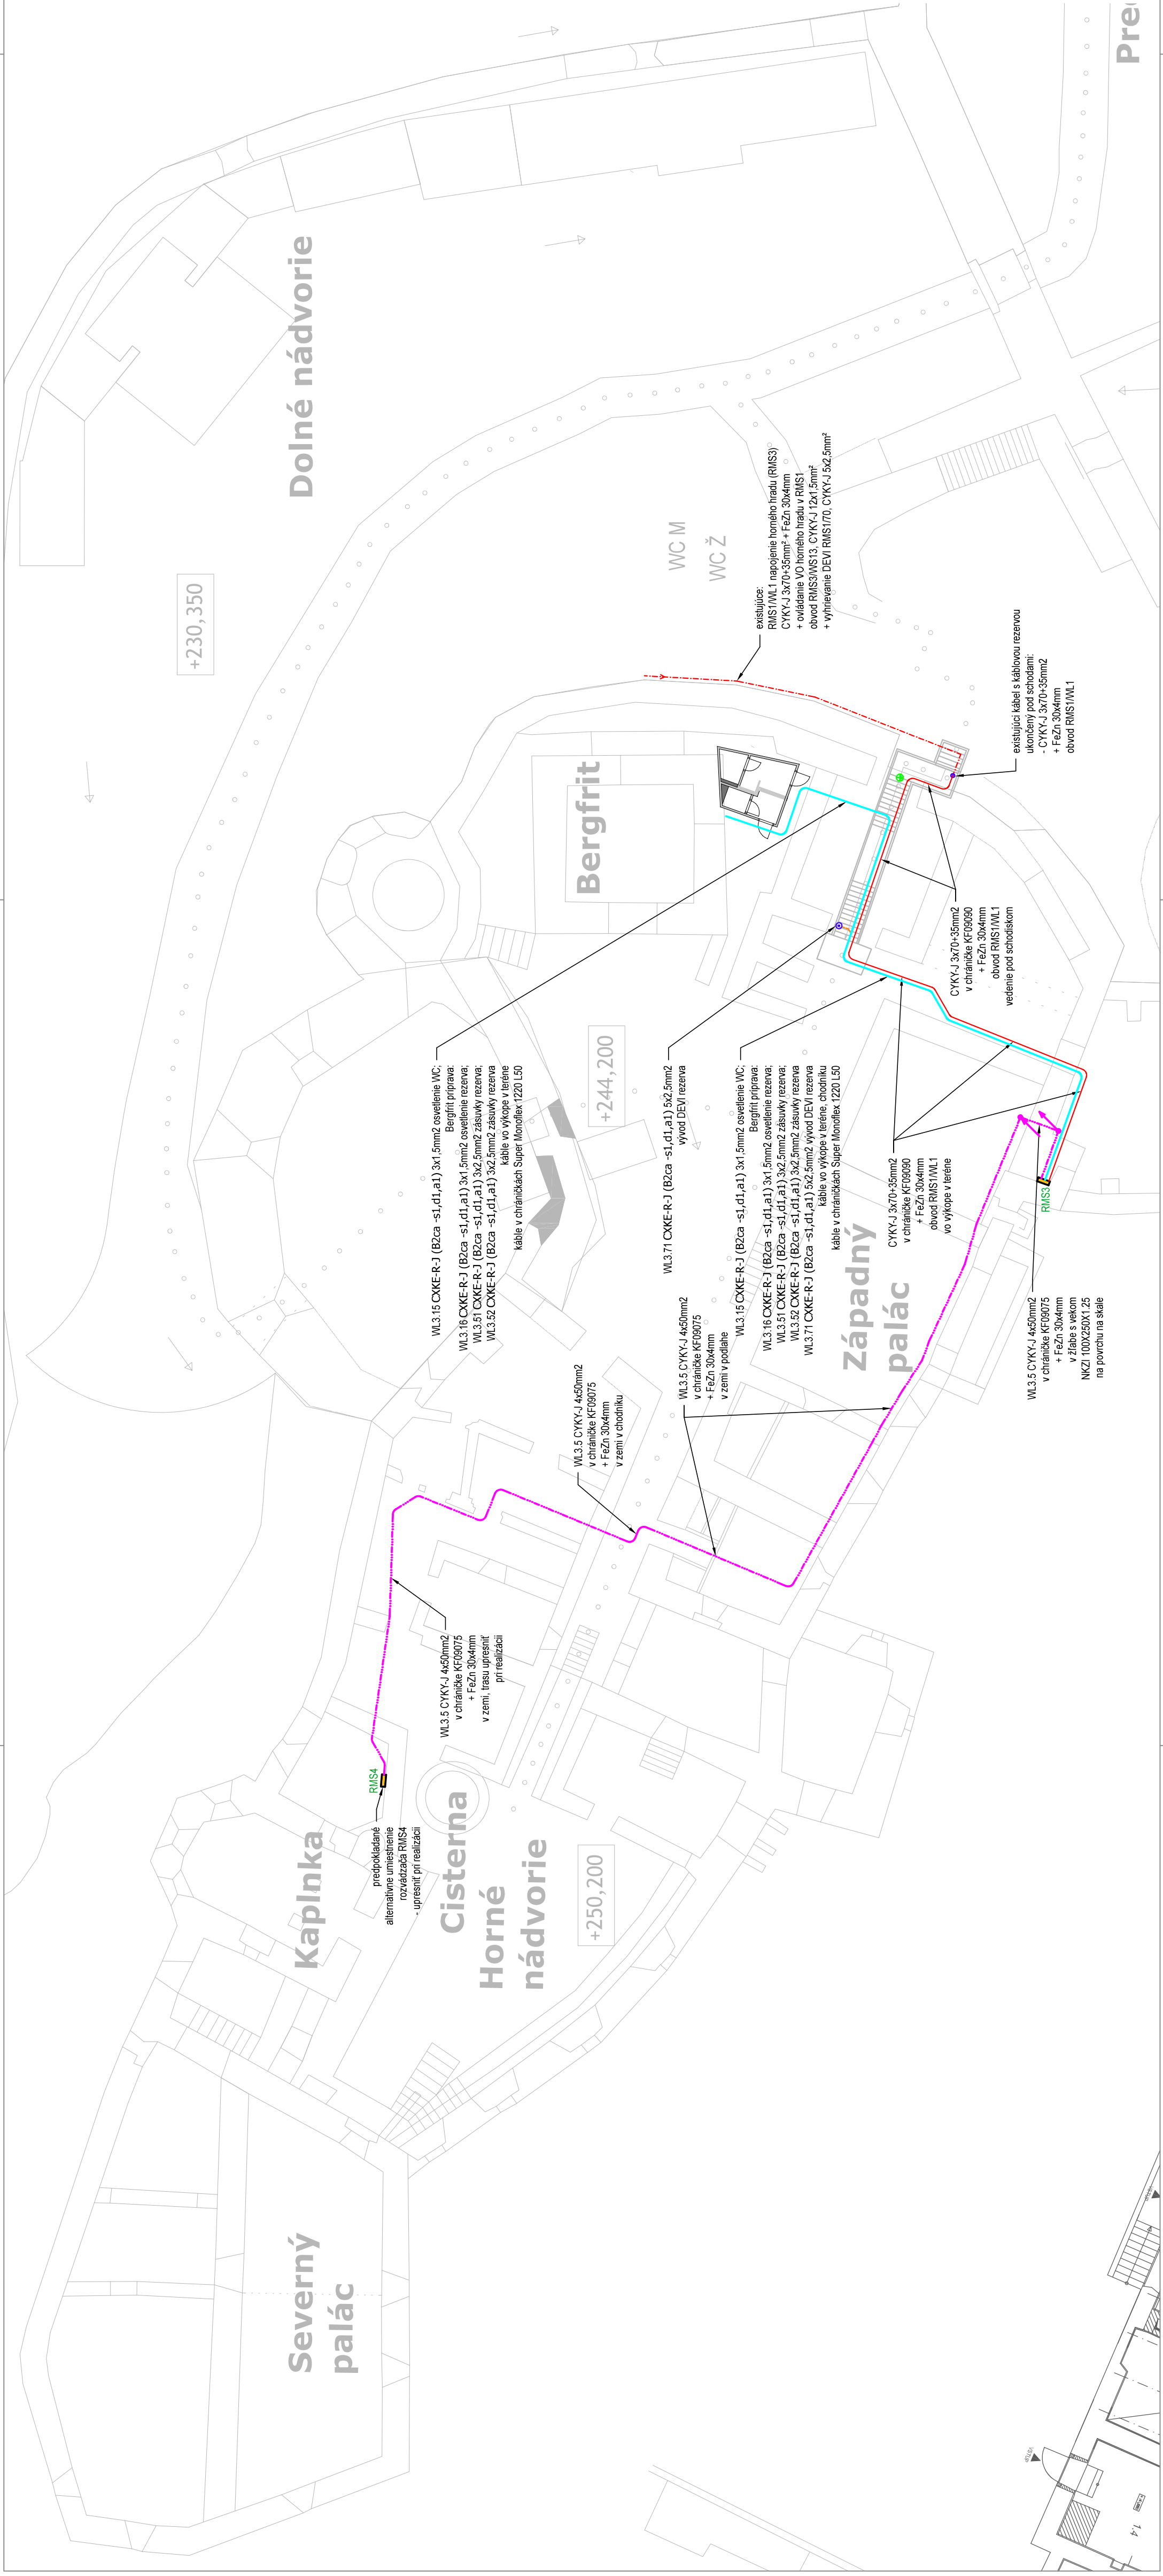 Severný
palác
Kaplnka
Cisterna
Horné
nádvorie
+250,200
RMS4
predpokladané
alternatívne umiestnenie
rozvádzača RMS4
- upresniť pri realizácii
WL3.5 CYKY-J 4x50mm2
v chráničke KF09075
+ FeZn 30x4mm
v zemi, trasu upresniť
pri realizácii
WL3.5 CYKY-J 4x50mm2
v chráničke KF09075
+ FeZn 30x4mm
v zemi v chodníku
WL3.5 CYKY-J 4x50mm2
v chráničke KF09075
+ FeZn 30x4mm
v zemi v podlahe
WL3.15 CXKE-R-J (B2ca -s1,d1,a1) 3x1,5mm2 osvetlenie WC;
Bergfrit príprava:
WL3.16 CXKE-R-J (B2ca -s1,d1,a1) 3x1,5mm2 osvetlenie rezerva;
WL3.51 CXKE-R-J (B2ca -s1,d1,a1) 3x2,5mm2 zásuvky rezerva;
WL3.52 CXKE-R-J (B2ca -s1,d1,a1) 3x2,5mm2 zásuvky rezerva
káble vo výkope v teréne
káble v chráničkách Super Monoflex 1220 L50
+244,200
WL3.71 CXKE-R-J (B2ca -s1,d1,a1) 5x2,5mm2
vývod DEVI rezerva
WL3.15 CXKE-R-J (B2ca -s1,d1,a1) 3x1,5mm2 osvetlenie WC;
Bergfrit príprava:
WL3.16 CXKE-R-J (B2ca -s1,d1,a1) 3x1,5mm2 osvetlenie rezerva;
WL3.51 CXKE-R-J (B2ca -s1,d1,a1) 3x2,5mm2 zásuvky rezerva;
WL3.52 CXKE-R-J (B2ca -s1,d1,a1) 3x2,5mm2 zásuvky rezerva
WL3.71 CXKE-R-J (B2ca -s1,d1,a1) 5x2,5mm2 vývod DEVI rezerva
káble vo výkope v teréne, chodníku
káble v chráničkách Super Monoflex 1220 L50
Západný
palác
CYKY-J 3x70+35mm2
v chráničke KF09090
+ FeZn 30x4mm
obvod RMS1/WL1
vo výkope v teréne
WL3.5 CYKY-J 4x50mm2
v chráničke KF09075
+ FeZn 30x4mm
v žľabe s vekom
NKZI 100X250X1.25
na povrchu na skale
RMS3
CYKY-J 3x70+35mm2
v chráničke KF09090
+ FeZn 30x4mm
obvod RMS1/WL1
vedenie pod schodiskom
Bergfrit
existujúci kábel s káblovou rezervou
ukončený pod schodami:
- CYKY-J 3x70+35mm2
+ FeZn 30x4mm
obvod RMS1/WL1
existujúce:
RMS1/WL1 napojenie horného hradu (RMS3)
CYKY-J 3x70+35mm² + FeZn 30x4mm
+ ovládanie VO horného hradu v RMS1
obvod RMS3/WS13, CYKY-J 12x1,5mm²
+ vyhrievanie DEVI RMS1/70, CYKY-J 5x2,5mm²
WC M
WC Ž
+230,350
Dolné nádvorie
Pre
VSTUP
VSTUP
1.4